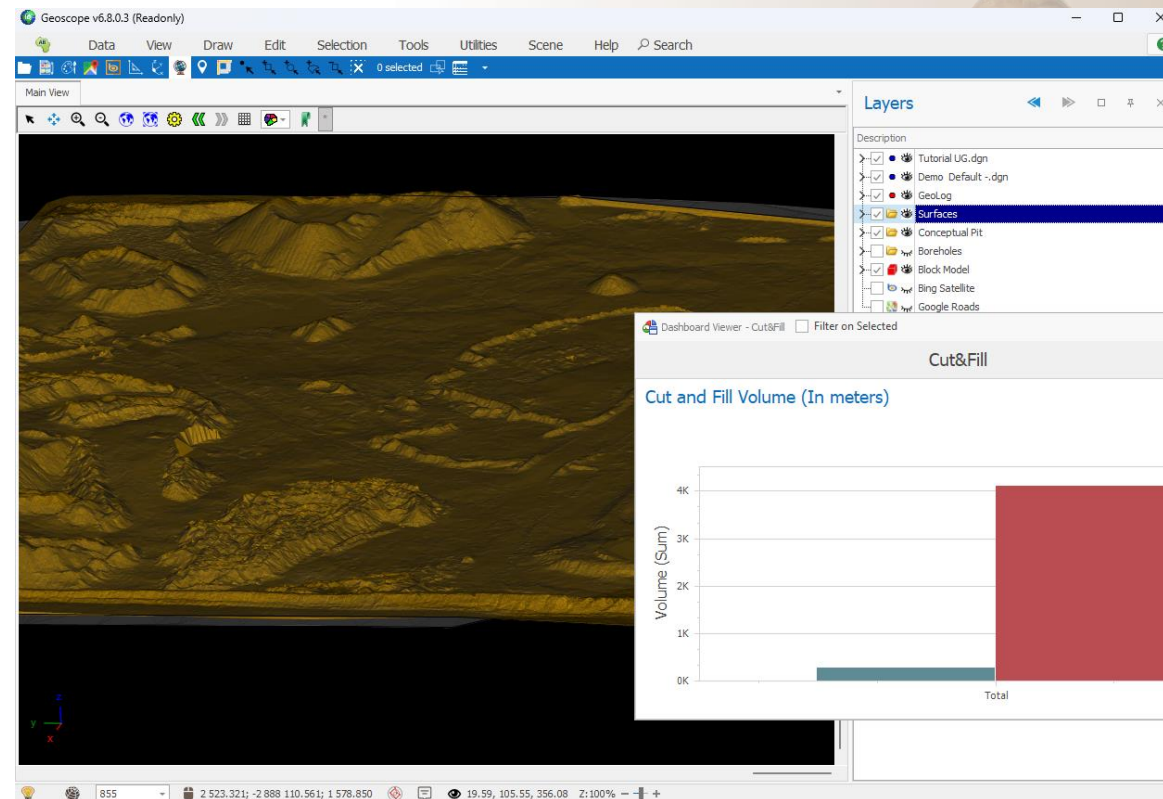 Geoscope v6.8.0.3 (Readonly)
Data View Draw Edit Selection Tools Utilities Scene Help Search
0 selected
Main View
Layers
Description
Tutorial UG.dgn
Demo Default -.dgn
GeoLog
Surfaces
Conceptual Pit
Boreholes
Block Model
Bing Satellite
Google Roads
Dashboard Viewer - Cut&Fill Filter on Selected
Cut&Fill
Cut and Fill Volume (In meters)
4K
3K
2K
1K
0K
Volume (Sum)
Total
z
y
x
855 2 523.321; -2 888 110.561; 1 578.850 19.59, 105.55, 356.08 Z:100% − +